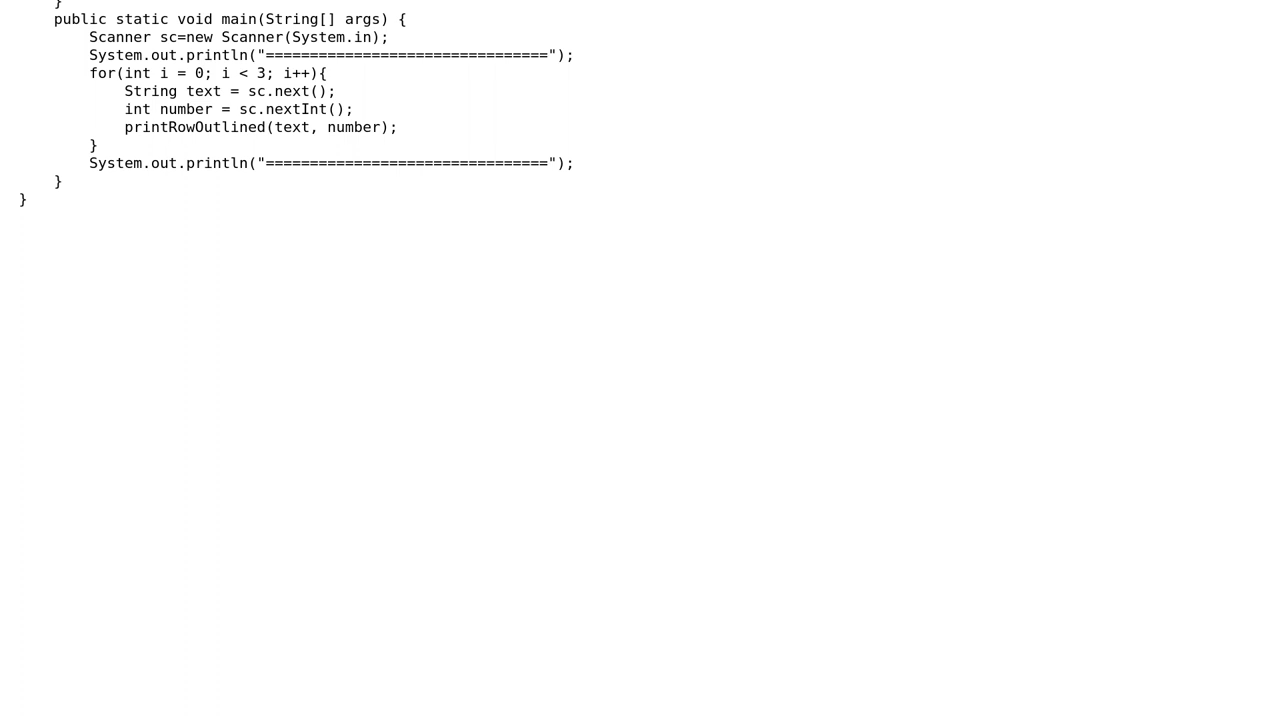 }
public static void main(String[] args) {
Scanner sc=new Scanner(System.in);
System.out.println("================================");
for(int i = 0; i < 3; i++){
String text = sc.next();
int number = sc.nextInt();
printRowOutlined(text, number);
}
System.out.println("================================");
}
}